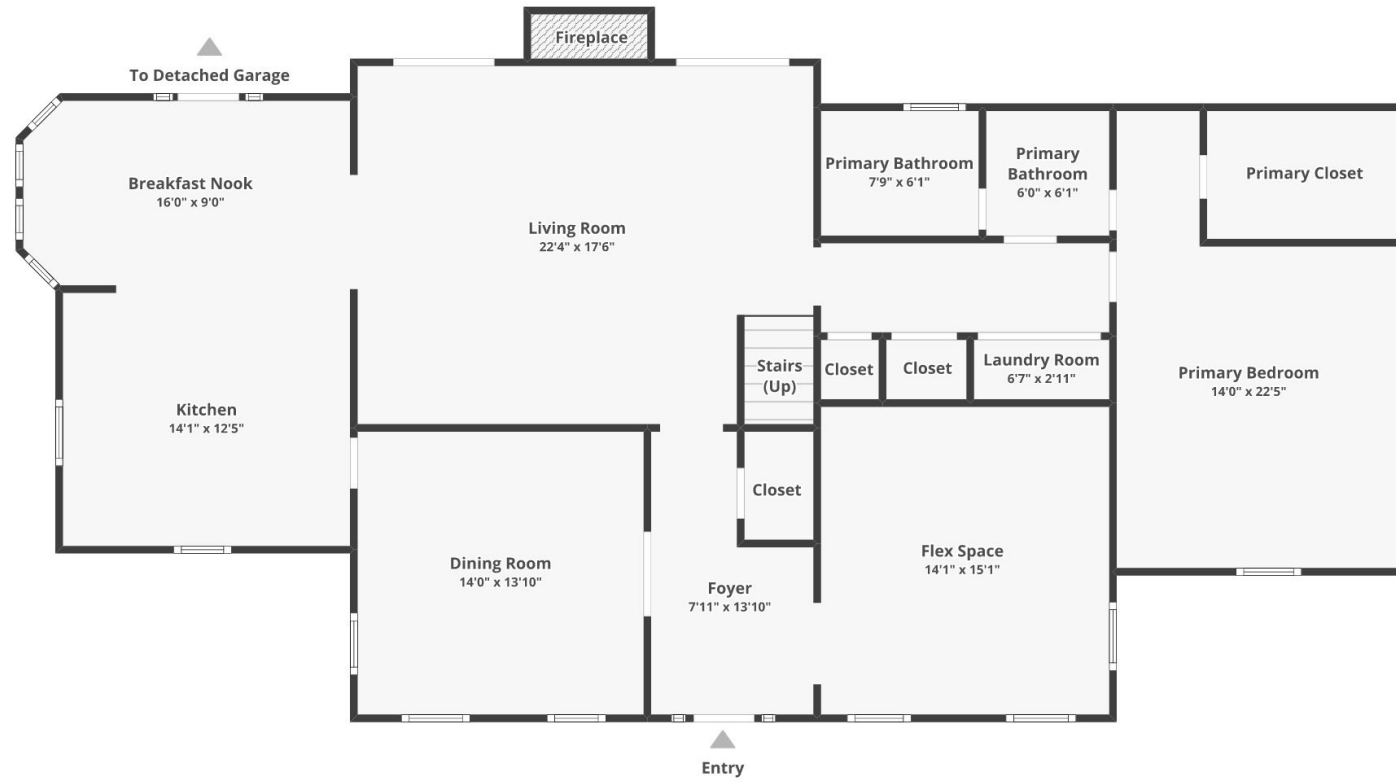 Fireplace
To Detached Garage
Breakfast Nook
16'0" x 9'0"
Living Room
22'4" x 17'6"
Primary Bathroom
7'9" x 6'1"
Primary
Bathroom
6'0" x 6'1"
Primary Closet
Kitchen
14'1" x 12'5"
Stairs
(Up)
Closet
Closet
Laundry Room
6'7" x 2'11"
Primary Bedroom
14'0" x 22'5"
Closet
Dining Room
14'0" x 13'10"
Foyer
7'11" x 13'10"
Flex Space
14'1" x 15'1"
Entry